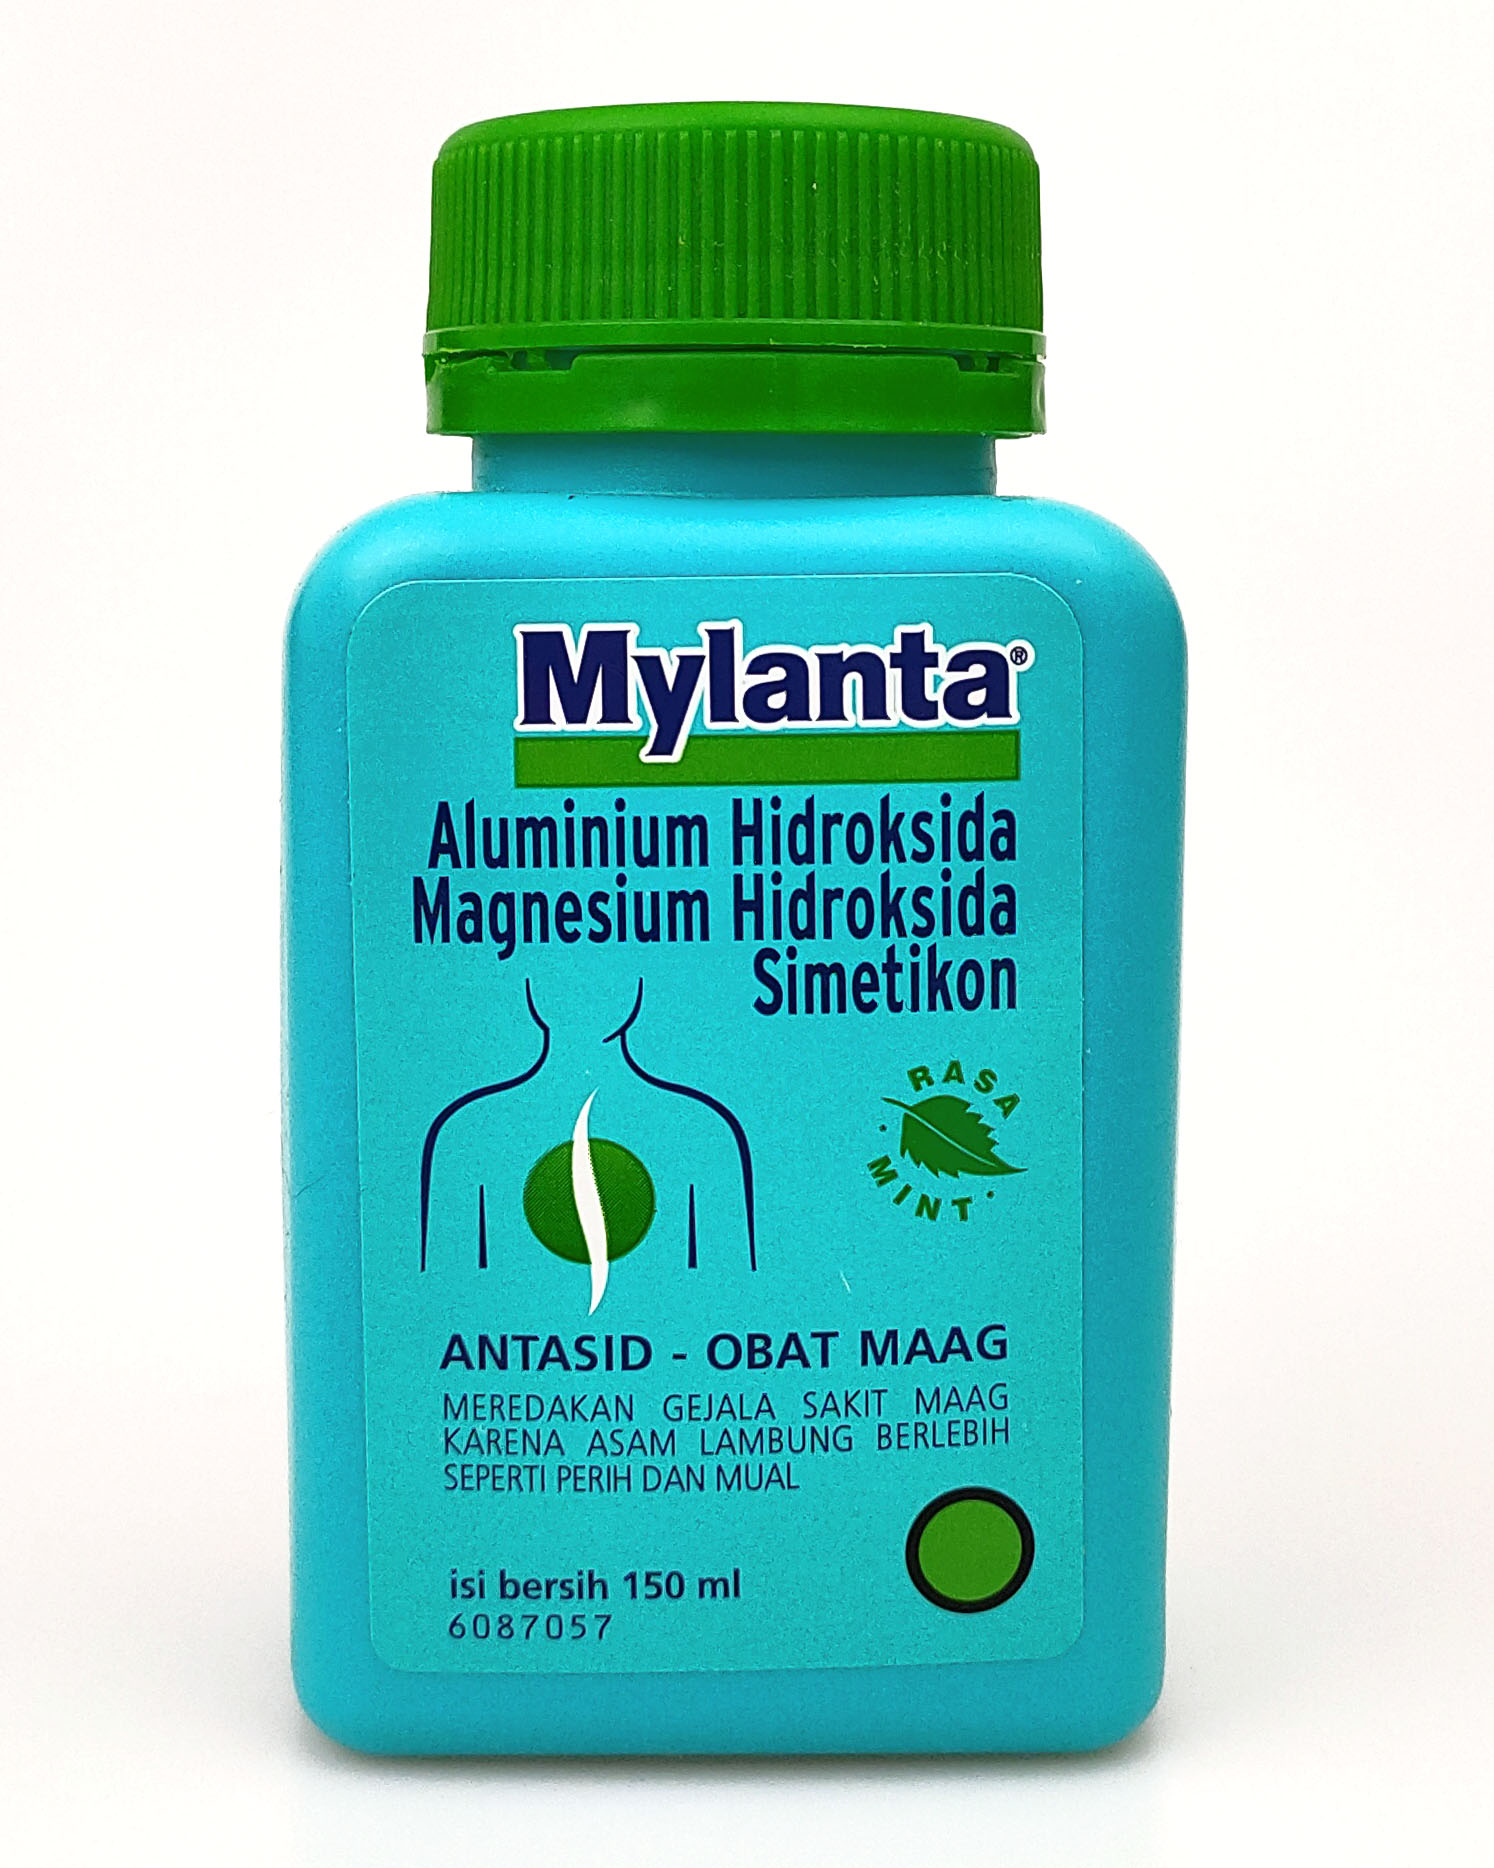 Mylanta®
Aluminium Hidroksida
Magnesium Hidroksida
Simetikon
RASA
MINT
ANTASID - OBAT MAAG
MEREDAKAN GEJALA SAKIT MAAG
KARENA ASAM LAMBUNG BERLEBIH
SEPERTI PERIH DAN MUAL
isi bersih 150 ml
6087057